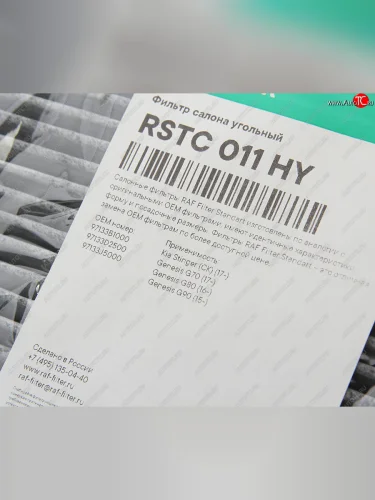 Фильтр салона угольный
RSTC 011 HY
Салонные фильтры RAF Filter Standart изготовлены по аналогии с
оригинальными OEM фильтрами, имеют идентичные характеристики,
форму и посадочные размеры. Фильтры RAF Filter Standart - это
замена OEM фильтрам по более доступной цене.
OEM номер:
97133B1000
97133D2500
97133J5000
Применимость
Kia Stinger (CK) (17-)
Genesis G70 (17-)
Genesis G80 (16-)
Genesis G90 (15-)
Сделано в России
+7 (495) 135-04-40
www.raf-filter.ru
raf-filter@raf-filter.ru